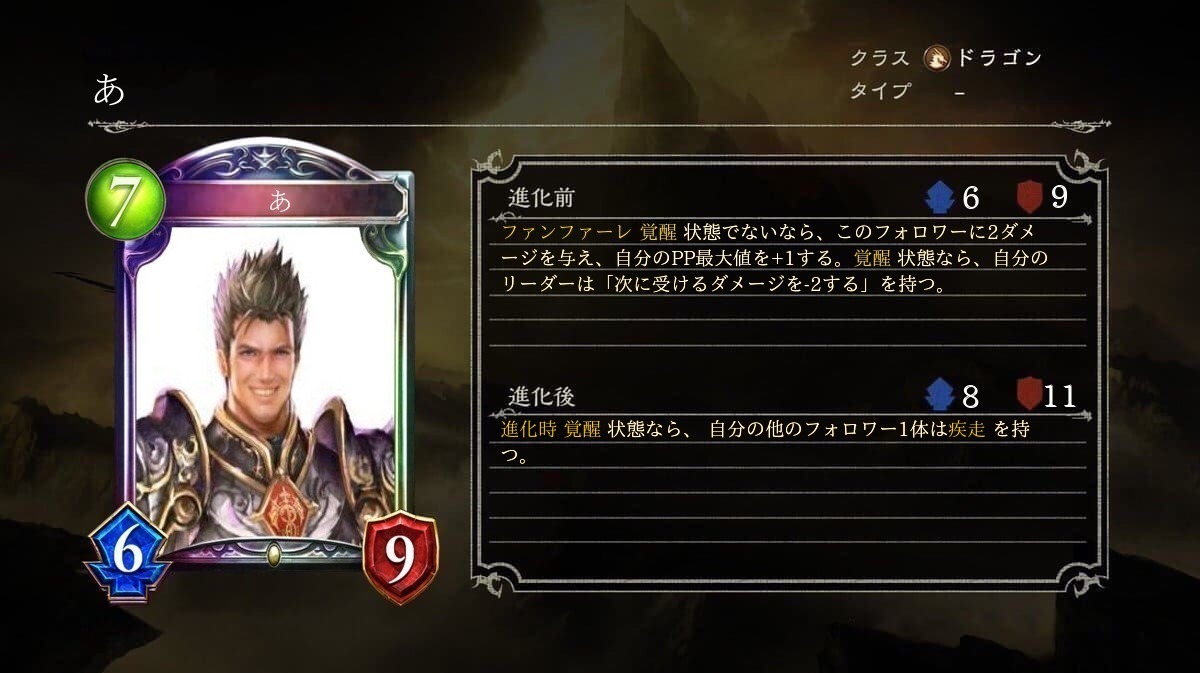 クラス ドラゴン
タイプ -
あ
7
あ
6
9
進化前 6 9
ファンファーレ 覚醒 状態でないなら、このフォロワーに2ダメ
ージを与え、自分のPP最大値を+1する。覚醒 状態なら、自分の
リーダーは「次に受けるダメージを-2する」を持つ。
進化後 8 11
進化時 覚醒 状態なら、 自分の他のフォロワー1体は疾走 を持
つ。